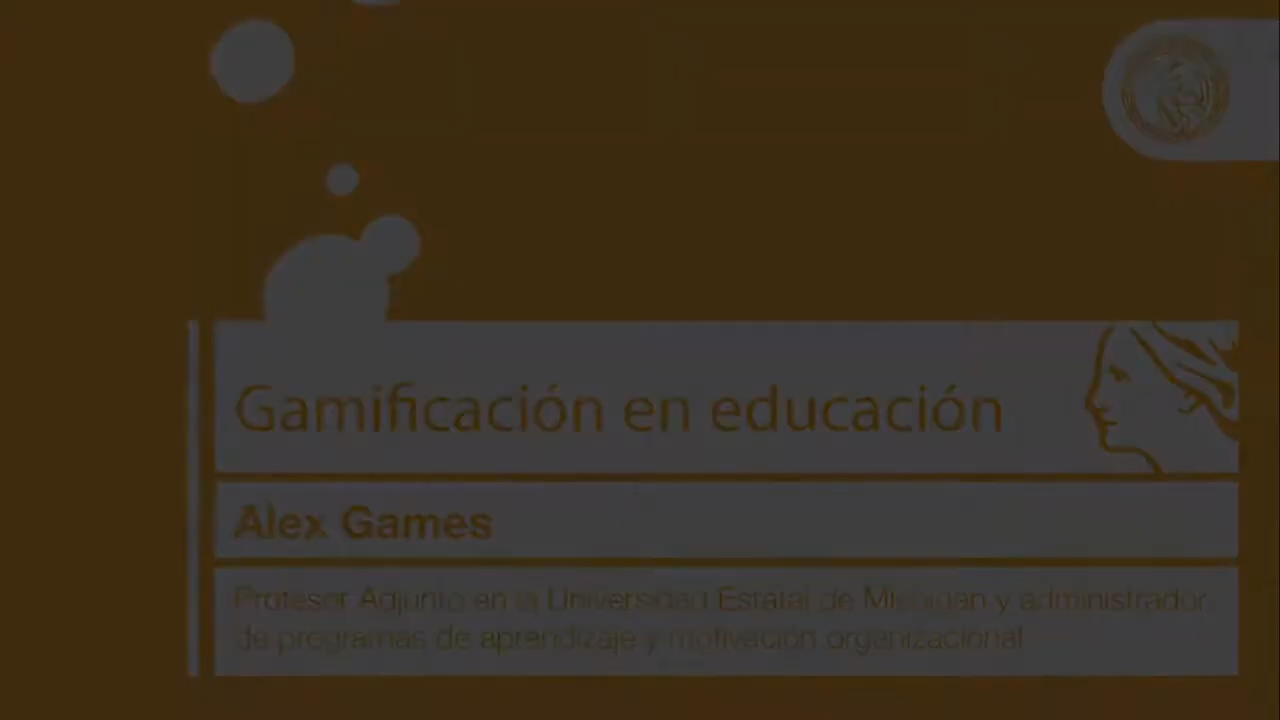 Gamificación en educación
Alex Games
Profesor Adjunto en la Universidad Estatal de Michigan y administrador
de programas de aprendizaje y motivación organizacional